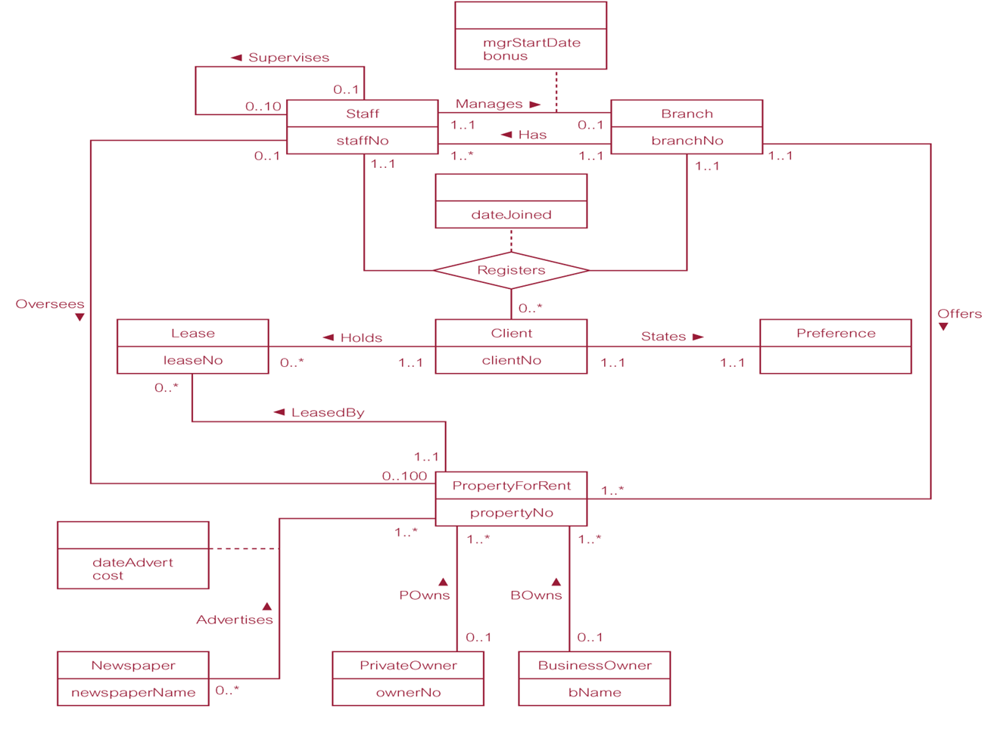 mgrStartDate
bonus
◄ Supervises
0..1
0..10
Staff
staffNo
Manages ►
1..1
0..1
◄ Has
1..*
1..1
Branch
branchNo
0..1
1..1
1..1
1..1
dateJoined
Registers
0..*
Oversees
▼
Offers
▼
Lease
leaseNo
◄ Holds
0..*
1..1
Client
clientNo
States ►
1..1
1..1
Preference
0..*
◄ LeasedBy
1..1
0..100
PropertyForRent
propertyNo
1..*
1..*
1..*
1..*
dateAdvert
cost
▲
Advertises
▲
POwns
▲
BOwns
0..1
0..1
Newspaper
newspaperName
0..*
PrivateOwner
ownerNo
BusinessOwner
bName